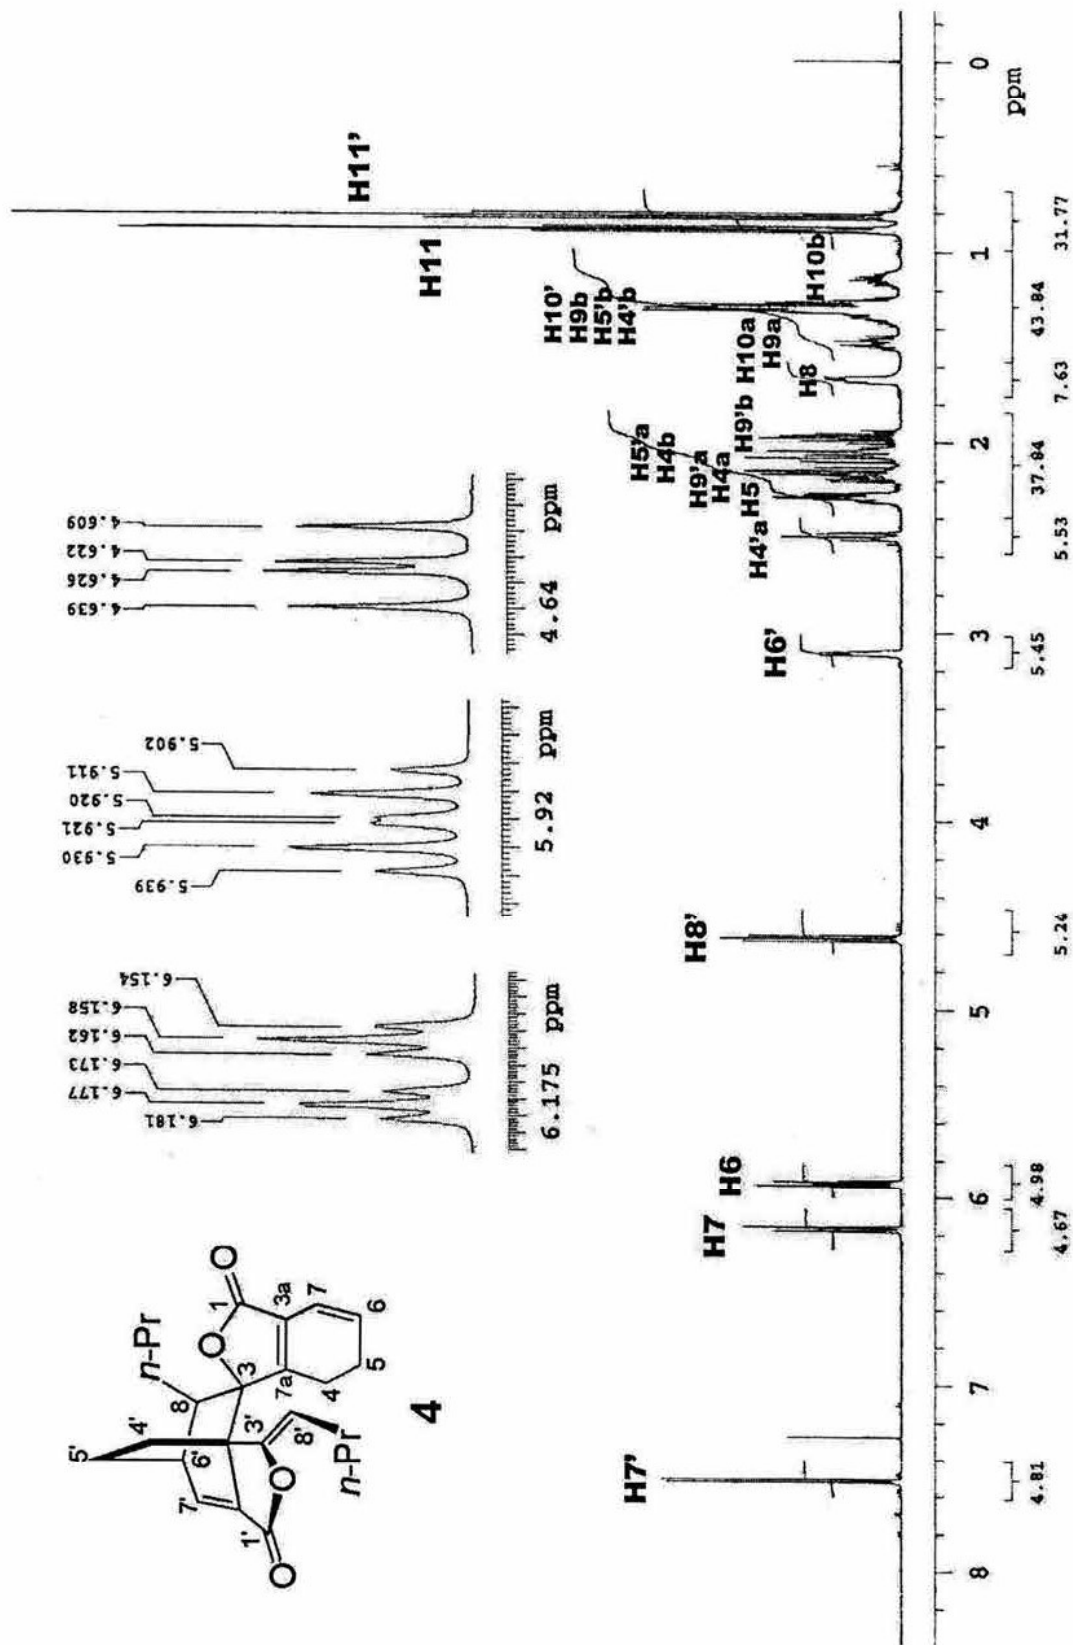 n-Pr
O
O
1
3a
7
6
5
4
7a
3
8
4'
5'
6'
3'
8'
n-Pr
7'
1'
O
O
4
6.181
6.177
6.173
6.162
6.158
6.154
6.175 ppm
5.939
5.930
5.921
5.920
5.911
5.902
5.92 ppm
4.639
4.626
4.622
4.609
4.64 ppm
H7'
H7
H6
H8'
H6'
H4'a
H5
H4a
H9'a
H4b
H5'a
H9'b
H8
H9a
H10a
H4'b
H5'b
H9b
H10'
H10b
H11
H11'
8 7 6 5 4 3 2 1 0 ppm
4.81 4.67 4.98 5.24 5.45 5.53 37.84 7.63 43.84 31.77